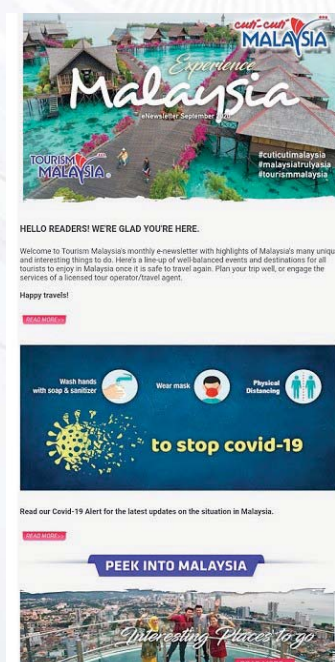 cuti-cuti
MALAYSIA
Experience
Malaysia
eNewsletter September 2020
TOURISM
MALAYSIA
#cuticutimalaysia
#malaysiatrulyasia
#tourismmalaysia
HELLO READERS! WE'RE GLAD YOU'RE HERE.
Welcome to Tourism Malaysia's monthly e-newsletter with highlights of Malaysia's many uniqu
and interesting things to do. Here's a line-up of well-balanced events and destinations for all
tourists to enjoy in Malaysia once it is safe to travel again. Plan your trip well, or engage the
services of a licensed tour operator/travel agent.
Happy travels!
READ MORE>>
Wash hands
with soap & sanitizer
Wear mask
Physical
Distancing
to stop covid-19
Read our Covid-19 Alert for the latest updates on the situation in Malaysia.
READ MORE>>
PEEK INTO MALAYSIA
Interesting Places to go